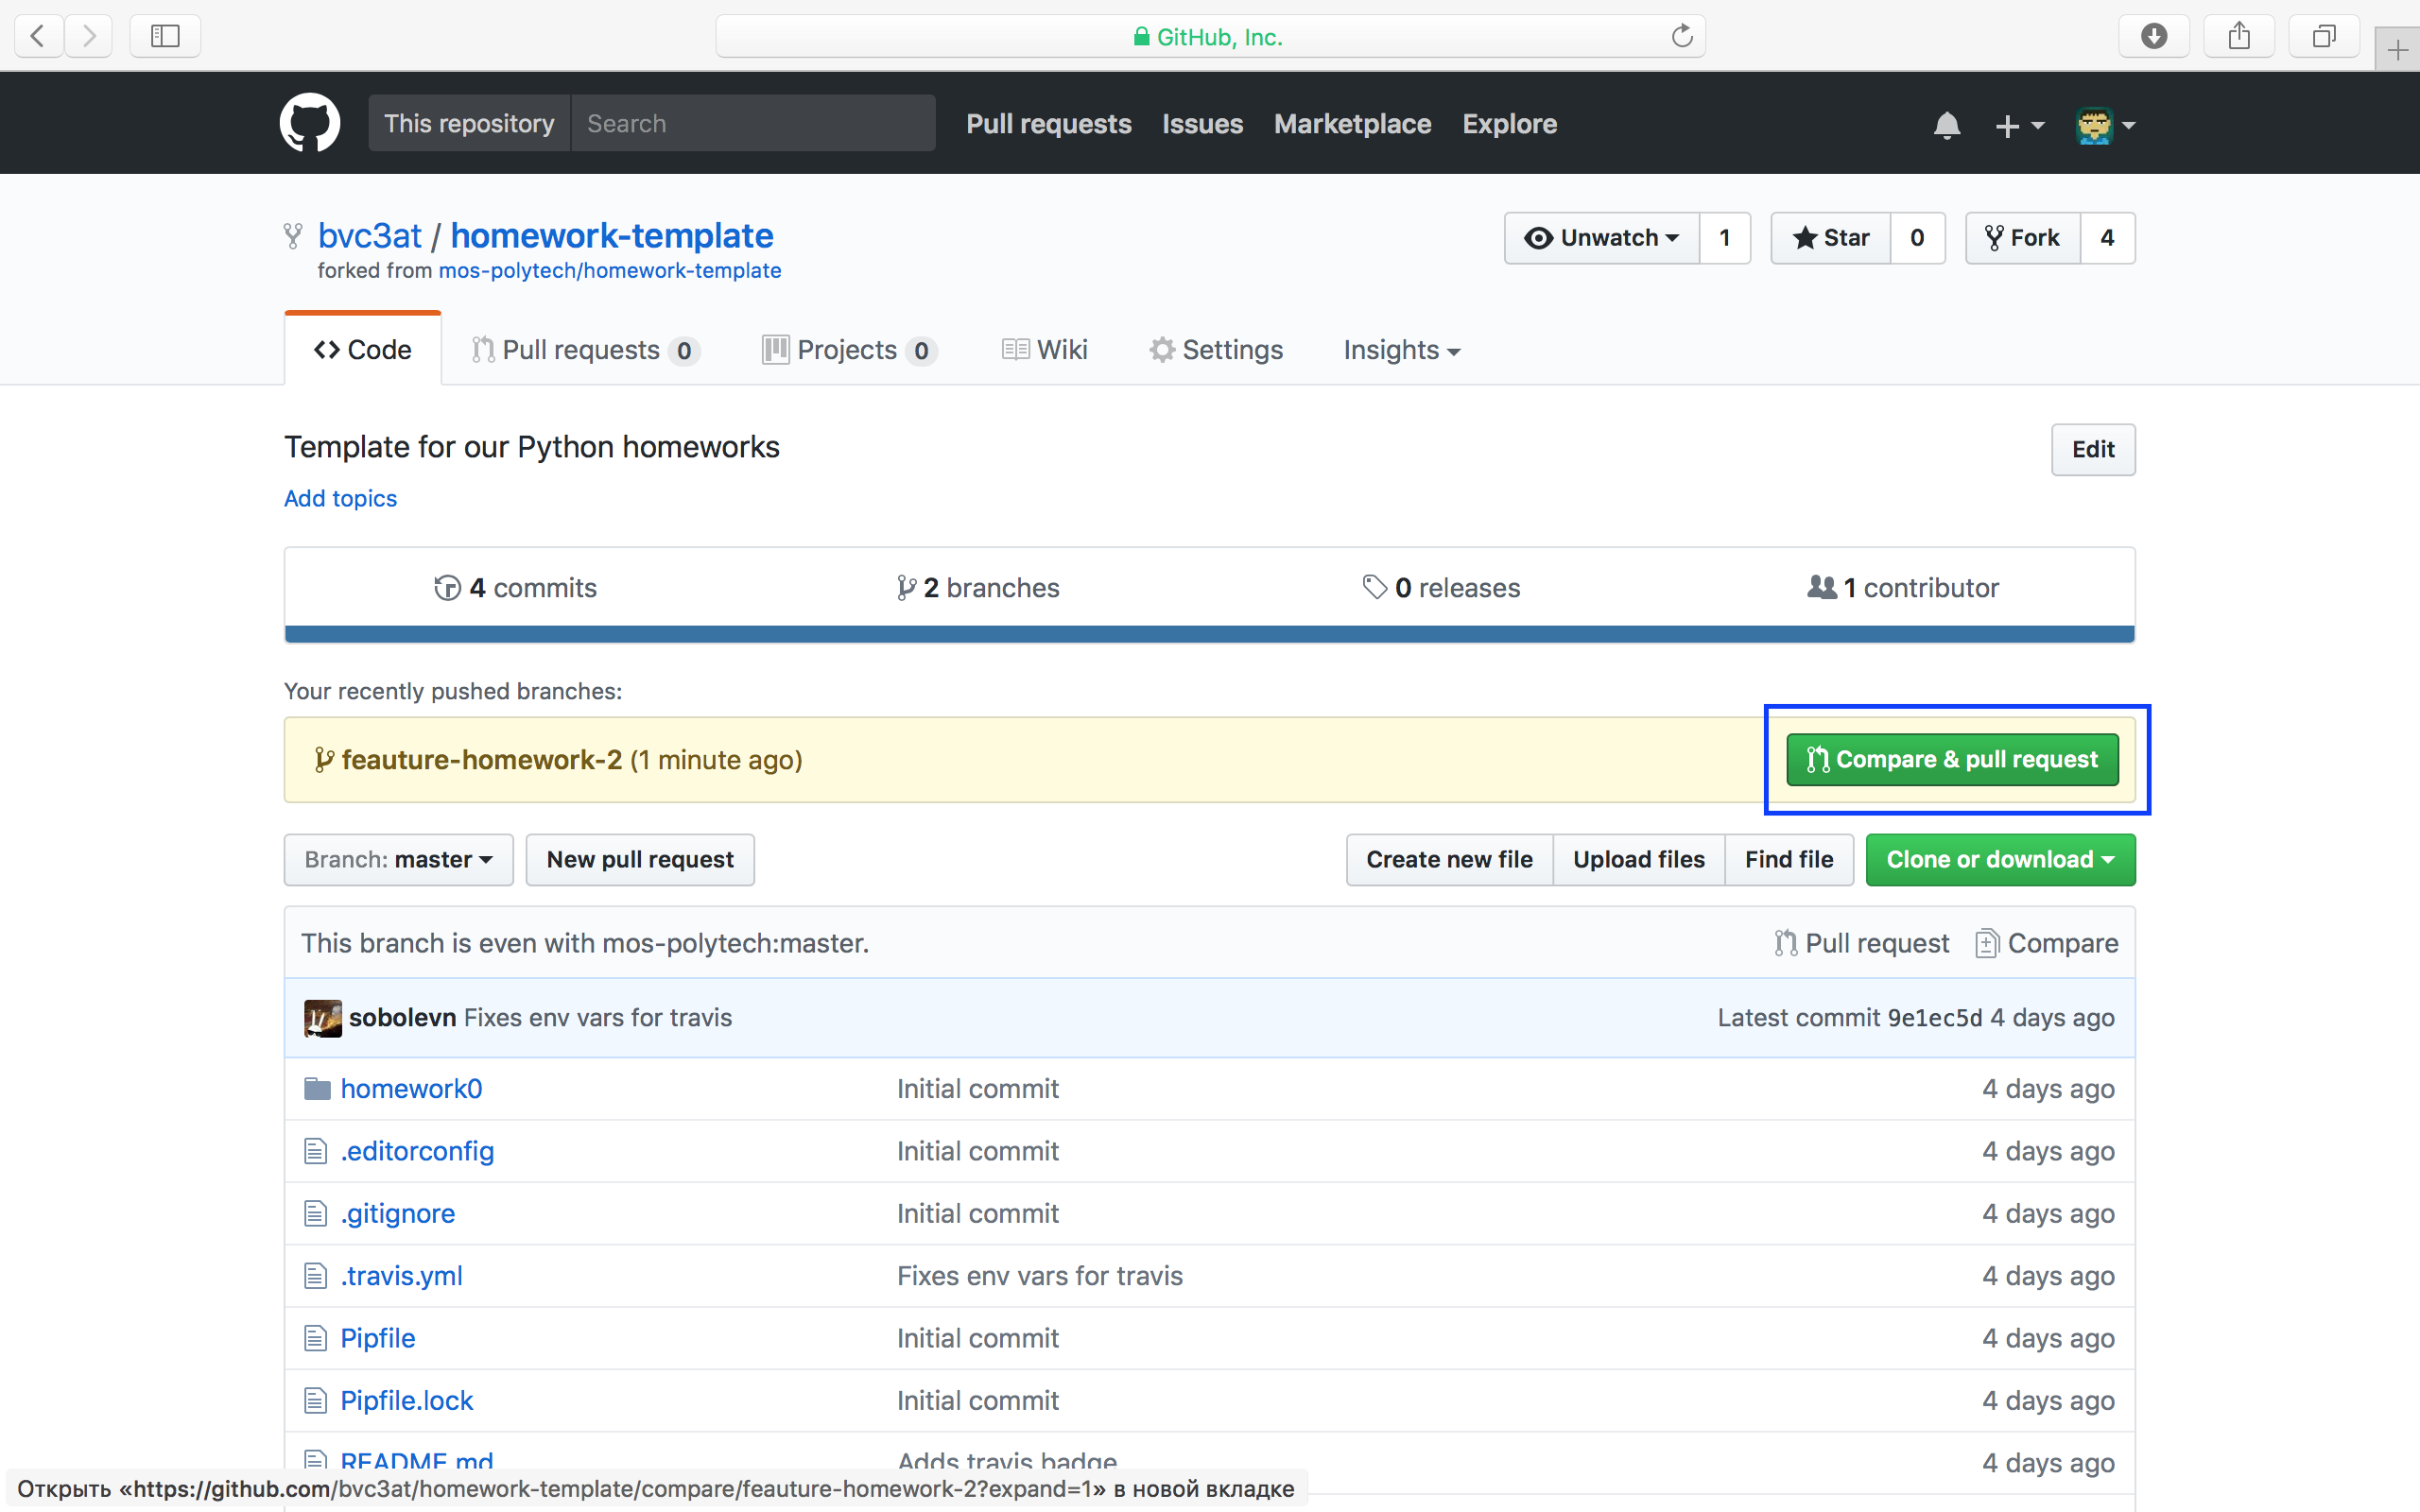 GitHub, Inc.
This repository Search Pull requests Issues Marketplace Explore
bvc3at / homework-template Unwatch 1 Star 0 Fork 4
forked from mos-polytech/homework-template
Code Pull requests 0 Projects 0 Wiki Settings Insights
Template for our Python homeworks Edit
Add topics
4 commits 2 branches 0 releases 1 contributor
Your recently pushed branches:
feauture-homework-2 (1 minute ago) Compare & pull request
Branch: master New pull request Create new file Upload files Find file Clone or download
This branch is even with mos-polytech:master. Pull request Compare
sobolevn Fixes env vars for travis Latest commit 9e1ec5d 4 days ago
homework0 Initial commit 4 days ago
.editorconfig Initial commit 4 days ago
.gitignore Initial commit 4 days ago
.travis.yml Fixes env vars for travis 4 days ago
Pipfile Initial commit 4 days ago
Pipfile.lock Initial commit 4 days ago
README.md Adds travis badge 4 days ago
Открыть «https://github.com/bvc3at/homework-template/compare/feauture-homework-2?expand=1» в новой вкладке